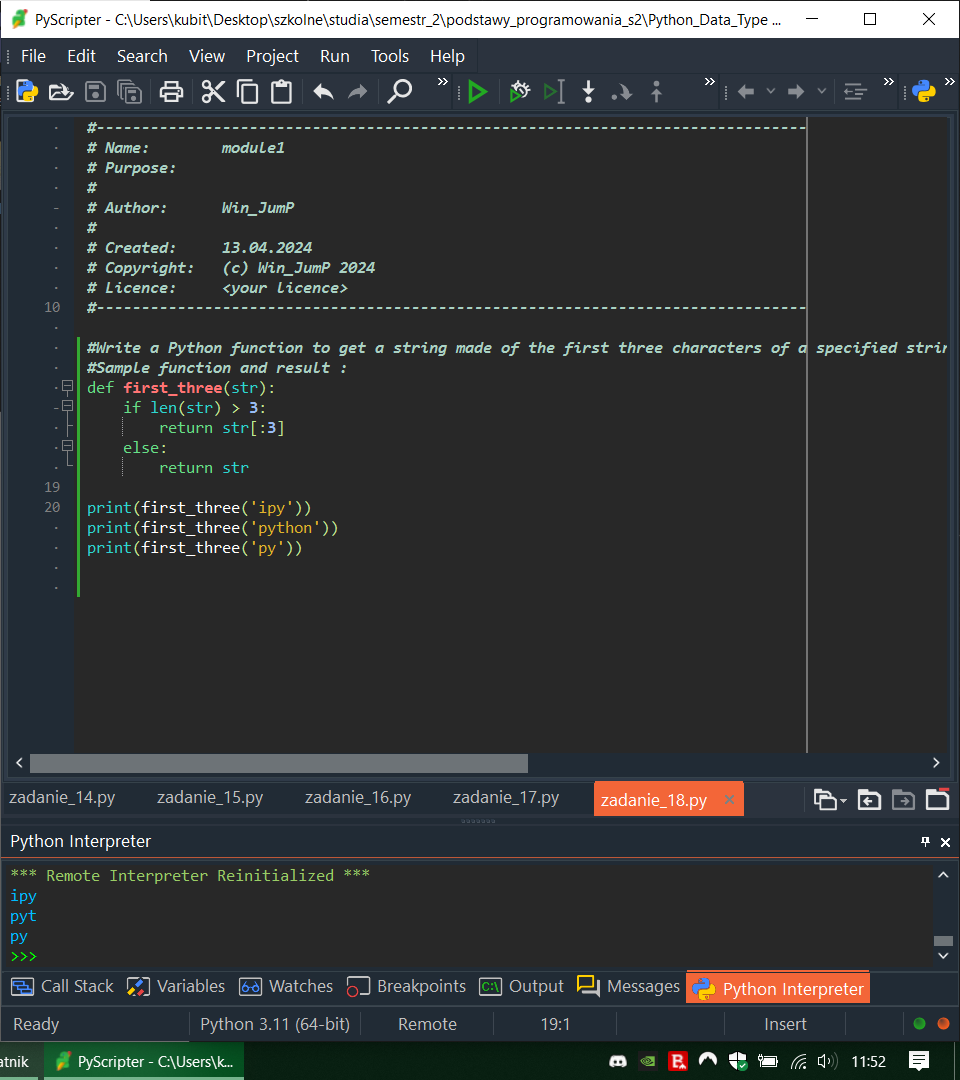 PyScripter - C:\Users\kubit\Desktop\szkolne\studia\semestr_2\podstawy_programowania_s2\Python_Data_Type ...
File Edit Search View Project Run Tools Help
#------------------------------------------------------------------------------
# Name: module1
# Purpose:
#
# Author: Win_JumP
#
# Created: 13.04.2024
# Copyright: (c) Win_JumP 2024
# Licence: <your licence>
10 #------------------------------------------------------------------------------
#Write a Python function to get a string made of the first three characters of a specified strin
#Sample function and result :
def first_three(str):
if len(str) > 3:
return str[:3]
else:
return str
19
20 print(first_three('ipy'))
print(first_three('python'))
print(first_three('py'))
zadanie_14.py zadanie_15.py zadanie_16.py zadanie_17.py zadanie_18.py
Python Interpreter
*** Remote Interpreter Reinitialized ***
ipy
pyt
py
>>>
Call Stack Variables Watches Breakpoints Output Messages Python Interpreter
Ready Python 3.11 (64-bit) Remote 19:1 Insert
atnik PyScripter - C:\Users\k... 11:52